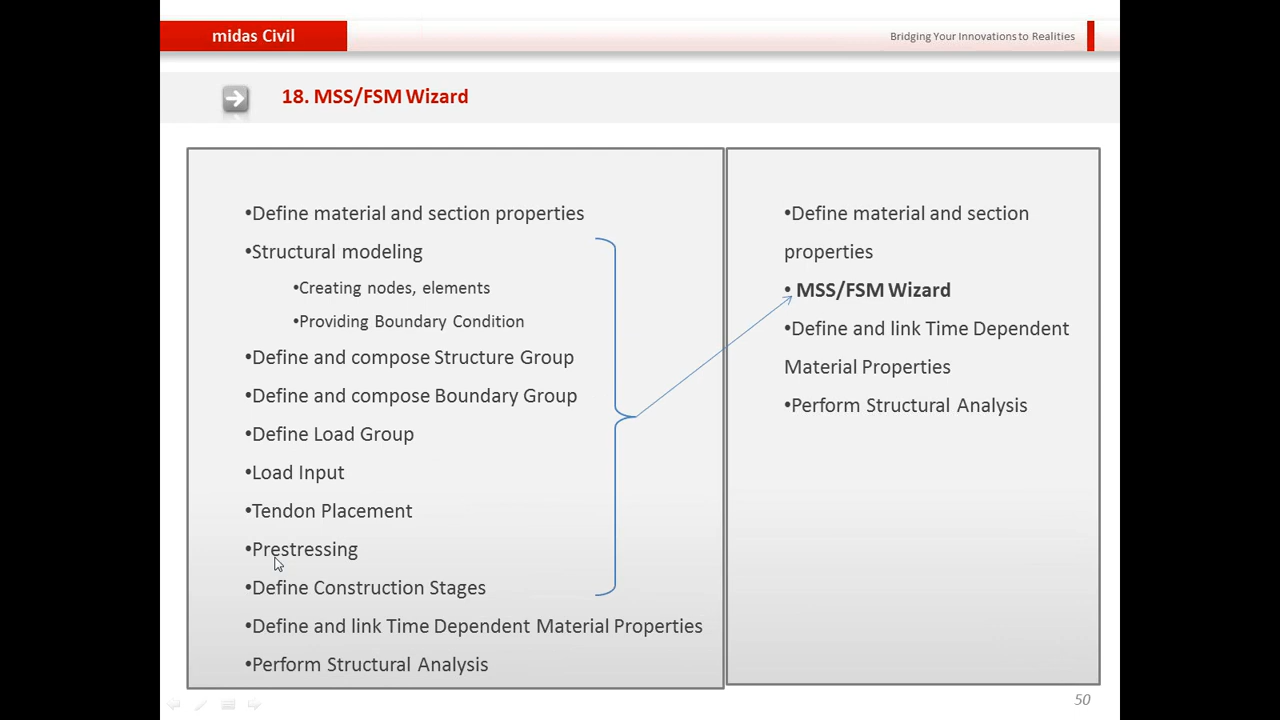 midas Civil
Bridging Your Innovations to Realities
18. MSS/FSM Wizard
•Define material and section properties
•Structural modeling
•Creating nodes, elements
•Providing Boundary Condition
•Define and compose Structure Group
•Define and compose Boundary Group
•Define Load Group
•Load Input
•Tendon Placement
•Prestressing
•Define Construction Stages
•Define and link Time Dependent Material Properties
•Perform Structural Analysis
•Define material and section
properties
• MSS/FSM Wizard
•Define and link Time Dependent
Material Properties
•Perform Structural Analysis
50